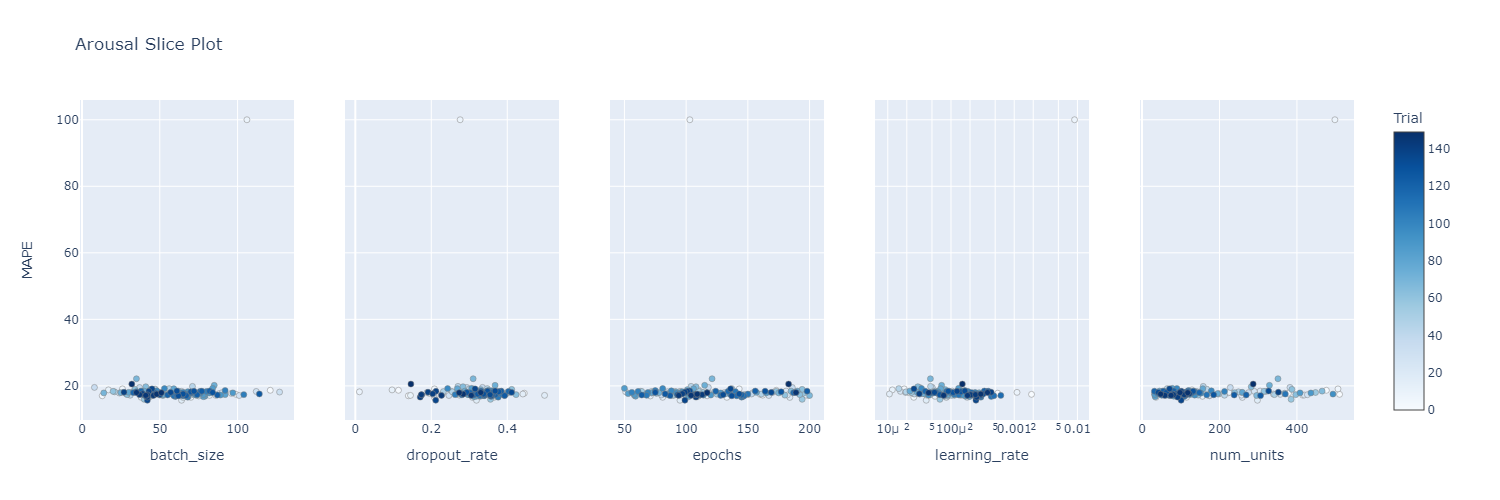 Arousal Slice Plot
MAPE
100
80
60
40
20
0 50 100
batch_size
0 0.2 0.4
dropout_rate
50 100 150 200
epochs
10μ 2 5 100μ 2 5 0.001 2 5 0.01
learning_rate
0 200 400
num_units
Trial
140
120
100
80
60
40
20
0